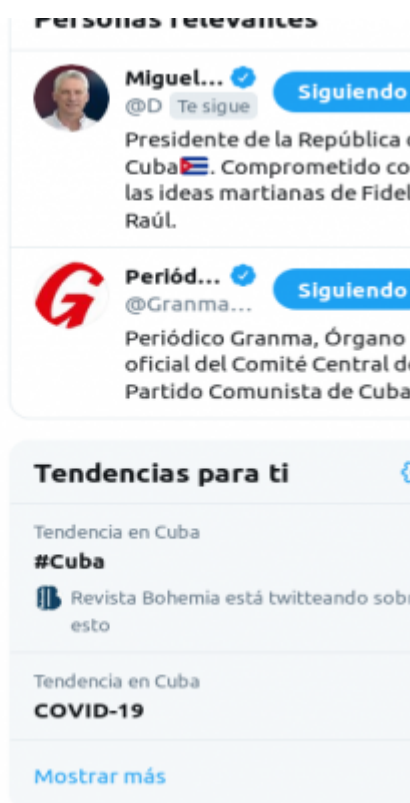 Personas relevantes
Miguel...
Siguiendo
@D Te sigue
Presidente de la República
Cuba🇨🇺. Comprometido co
las ideas martianas de Fidel
Raúl.
Periód...
Siguiendo
@Granma...
Periódico Granma, Órgano
oficial del Comité Central d
Partido Comunista de Cuba
Tendencias para ti
Tendencia en Cuba
#Cuba
Revista Bohemia está twitteando sobr
esto
Tendencia en Cuba
COVID-19
Mostrar más